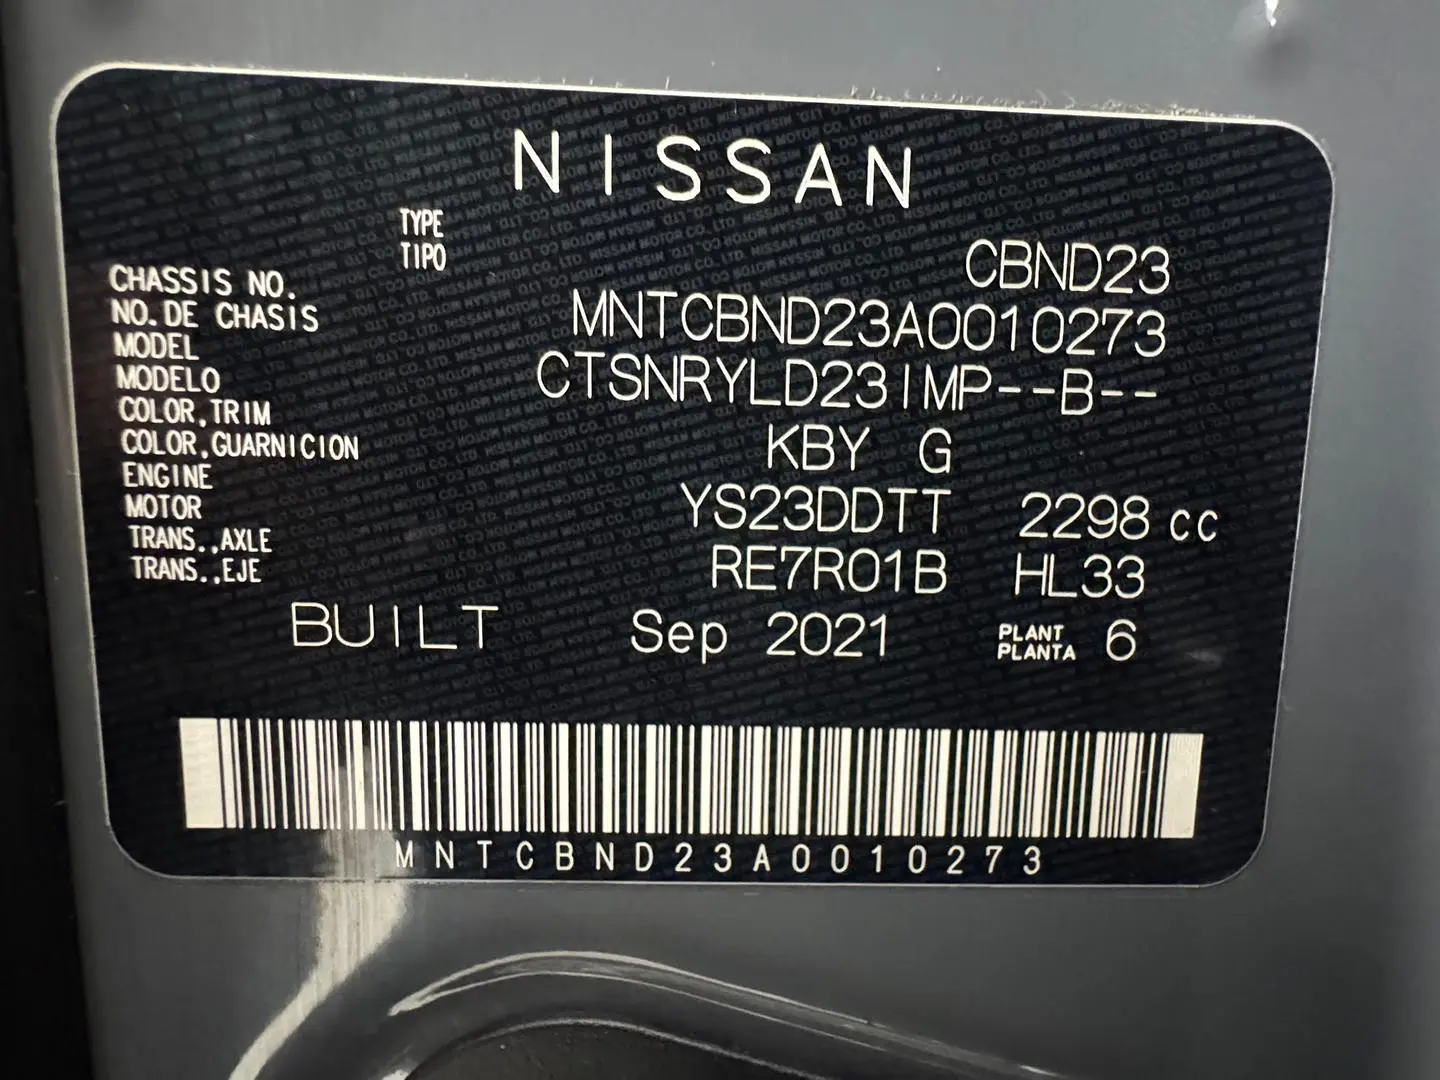 NISSAN
TYPE
TIPO CBND23
CHASSIS NO.
NO.DE CHASIS MNTCBND23A0010273
MODEL
MODELO CTSNRYLD23IMP--B--
COLOR,TRIM
COLOR,GUARNICION KBY G
ENGINE
MOTOR YS23DDTT 2298 cc
TRANS.,AXLE
TRANS.,EJE RE7R01B HL33
BUILT Sep 2021 PLANT
PLANTA 6
MNTCBND23A0010273